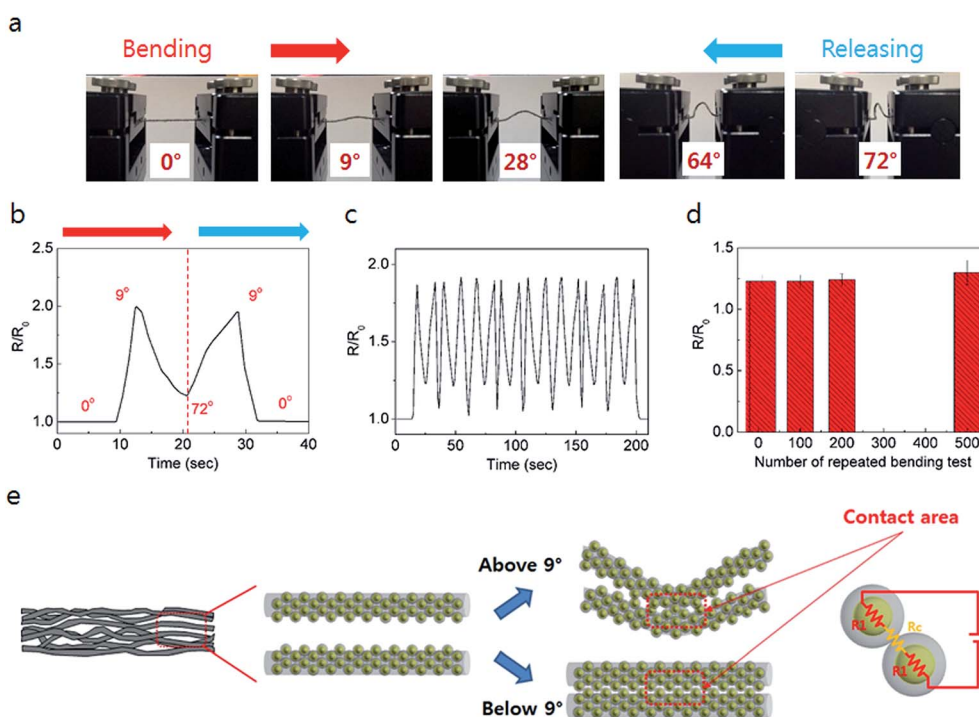 a
Bending
Releasing
0°
9°
28°
64°
72°
b
2.5
2.0
1.5
1.0
R/R0
9°
9°
0°
72°
0°
0
10
20
30
40
Time (sec)
c
2.0
1.5
1.0
R/R0
0
50
100
150
200
Time (sec)
d
1.5
1.0
0.5
0.0
R/R0
0
100
200
300
400
500
Number of repeated bending test
e
Contact area
Above 9°
Below 9°
R1
Rc
R1